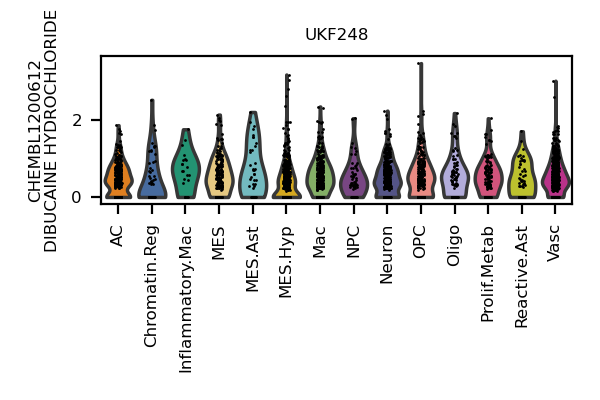 UKF248
CHEMBL1200612
DIBUCAINE HYDROCHLORIDE
2
0
AC
Chromatin.Reg
Inflammatory.Mac
MES
MES.Ast
MES.Hyp
Mac
NPC
Neuron
OPC
Oligo
Prolif.Metab
Reactive.Ast
Vasc